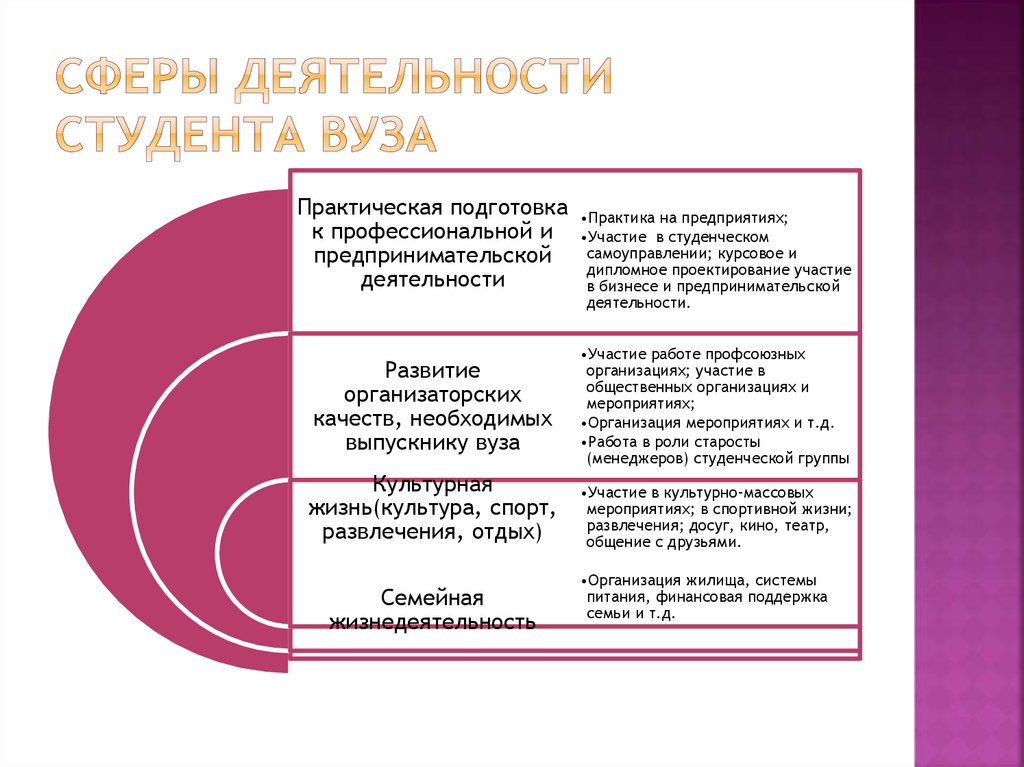 СФЕРЫ ДЕЯТЕЛЬНОСТИ
СТУДЕНТА ВУЗА
Практическая подготовка
к профессиональной и
предпринимательской
деятельности
•Практика на предприятиях;
•Участие в студенческом
самоуправлении; курсовое и
дипломное проектирование участие
в бизнесе и предпринимательской
деятельности.
Развитие
организаторских
качеств, необходимых
выпускнику вуза
•Участие работе профсоюзных
организациях; участие в
общественных организациях и
мероприятиях;
•Организация мероприятиях и т.д.
•Работа в роли старосты
(менеджеров) студенческой группы
Культурная
жизнь(культура, спорт,
развлечения, отдых)
•Участие в культурно-массовых
мероприятиях; в спортивной жизни;
развлечения; досуг, кино, театр,
общение с друзьями.
Семейная
жизнедеятельность
•Организация жилища, системы
питания, финансовая поддержка
семьи и т.д.